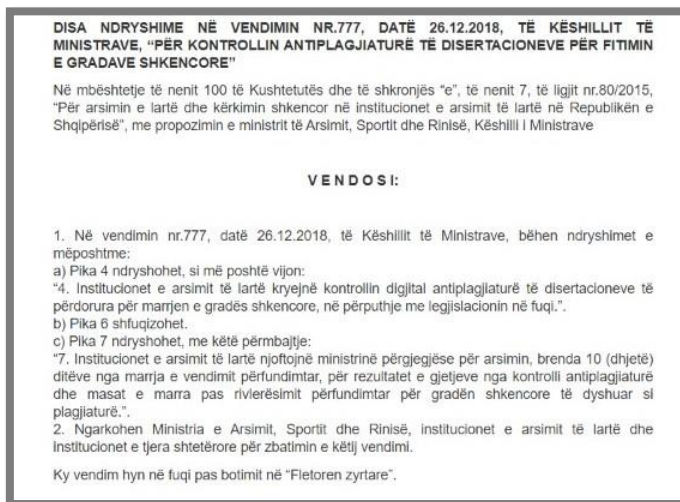 DISA NDRYSHIME NË VENDIMIN NR.777, DATË 26.12.2018, TË KËSHILLIT TË
MINISTRAVE, “PËR KONTROLLIN ANTIPLAGJIATURË TË DISERTACIONEVE PËR FITIMIN
E GRADAVE SHKENCORE”
Në mbështetje të nenit 100 të Kushtetutës dhe të shkronjës “e”, të nenit 7, të ligjit nr.80/2015,
“Për arsimin e lartë dhe kërkimin shkencor në institucionet e arsimit të lartë në Republikën e
Shqipërisë”, me propozimin e ministrit të Arsimit, Sportit dhe Rinisë, Këshilli i Ministrave
V E N D O S I:
1. Në vendimin nr.777, datë 26.12.2018, të Këshillit të Ministrave, bëhen ndryshimet e
mëposhtme:
a) Pika 4 ndryshohet, si më poshtë vijon:
“4. Institucionet e arsimit të lartë kryejnë kontrollin digjital antiplagjiaturë të disertacioneve të
përdorura për marrjen e gradës shkencore, në përputhje me legjislacionin në fuqi.”.
b) Pika 6 shfuqizohet.
c) Pika 7 ndryshohet, me këtë përmbajtje:
“7. Institucionet e arsimit të lartë njoftojnë ministrinë përgjegjëse për arsimin, brenda 10 (dhjetë)
ditëve nga marrja e vendimit përfundimtar, për rezultatet e gjetjeve nga kontrolli antiplagjiaturë
dhe masat e marra pas rivlerësimit përfundimtar për gradën shkencore të dyshuar si
plagjiaturë.”.
2. Ngarkohen Ministria e Arsimit, Sportit dhe Rinisë, institucionet e arsimit të lartë dhe
institucionet e tjera shtetërore për zbatimin e këtij vendimi.
Ky vendim hyn në fuqi pas botimit në “Fletoren zyrtare”.